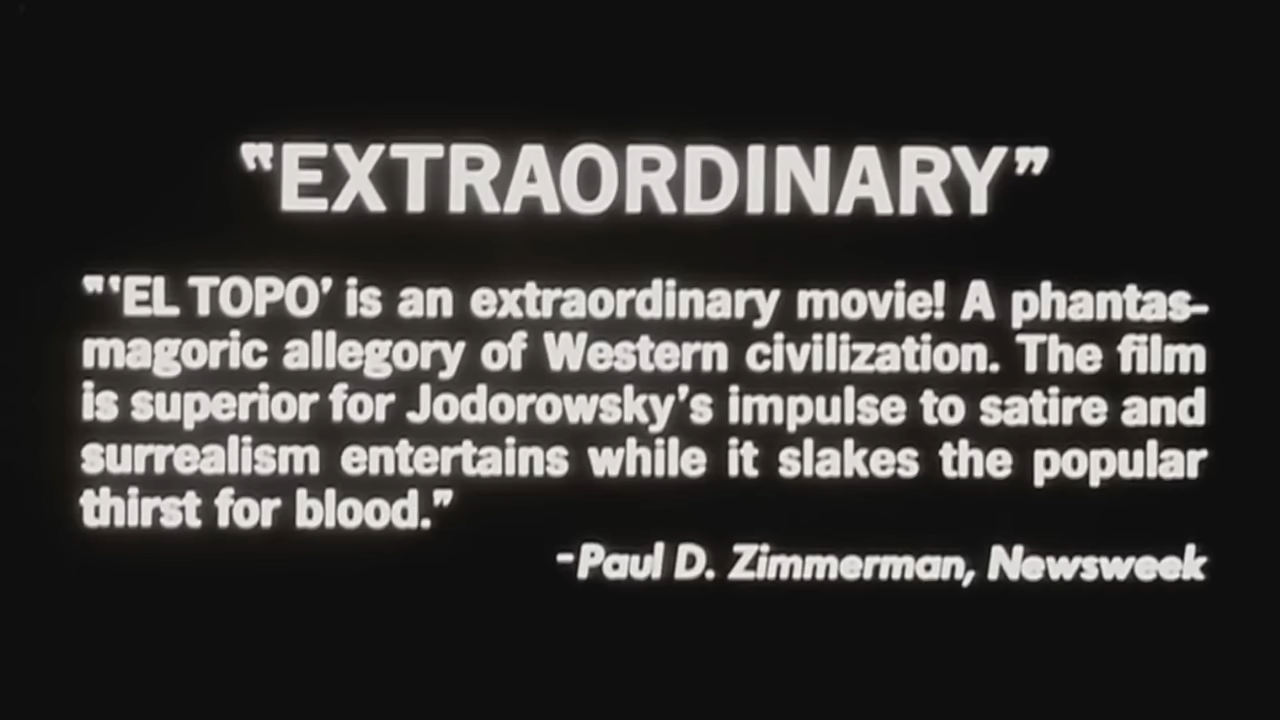 "EXTRAORDINARY"
"'EL TOPO' is an extraordinary movie! A phantas-
magoric allegory of Western civilization. The film
is superior for Jodorowsky's impulse to satire and
surrealism entertains while it slakes the popular
thirst for blood."
-Paul D. Zimmerman, Newsweek